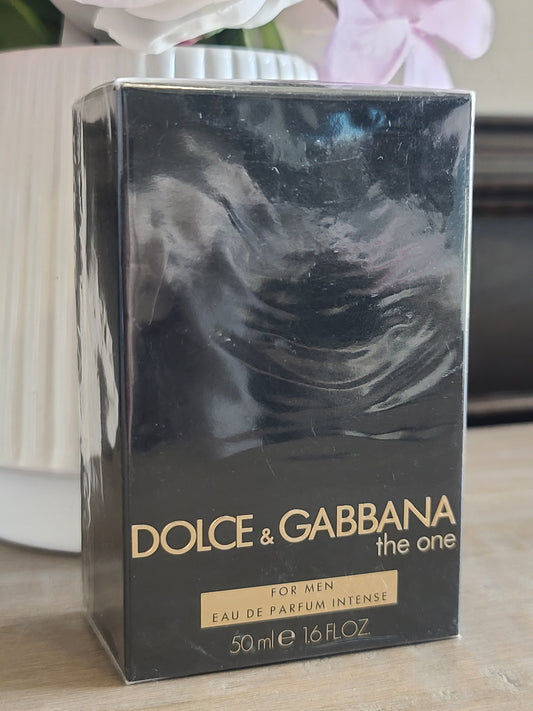 DOLCE & GABBANA
the one
FOR MEN
EAU DE PARFUM INTENSE
50 ml e 1.6 FL.OZ.